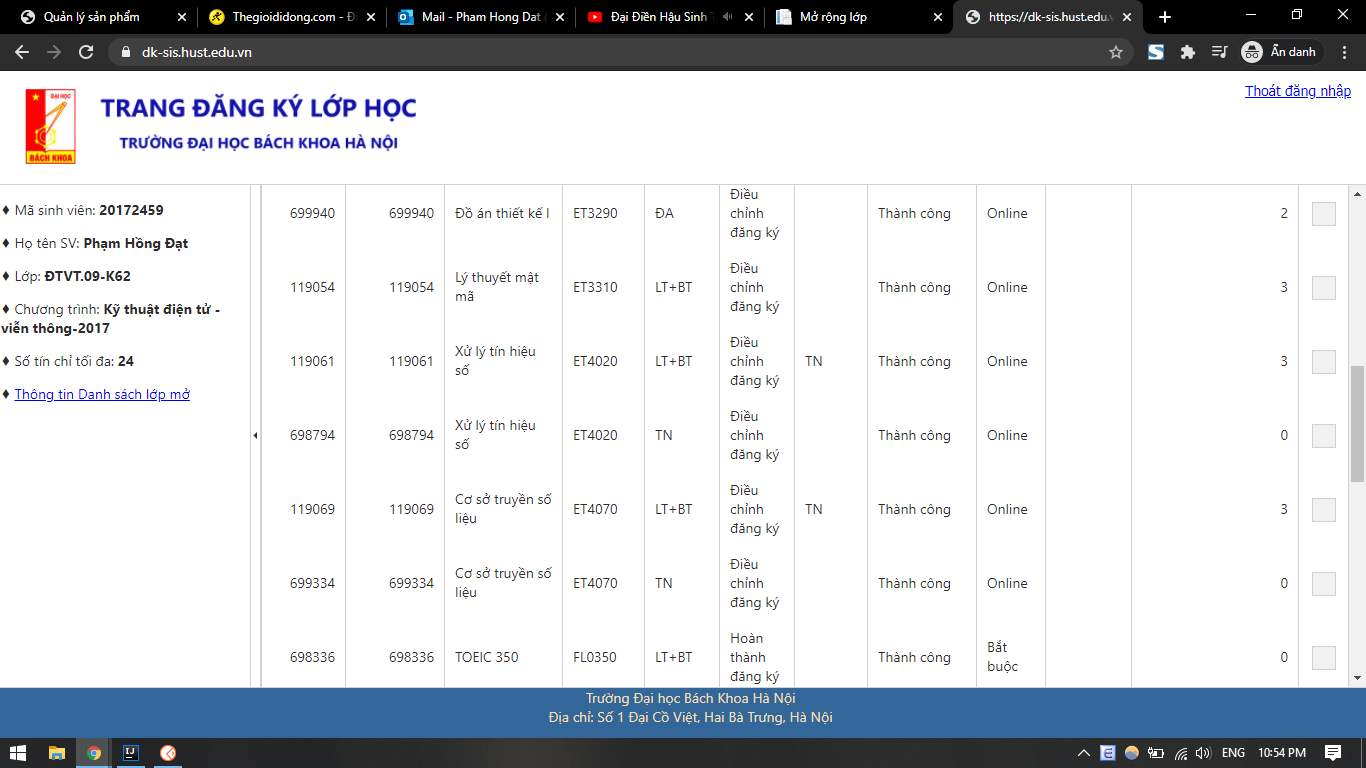 Quản lý sản phẩm
Thegioididong.com - Đi
Mail - Pham Hong Dat (
Đại Điền Hậu Sinh T
Mở rộng lớp
https://dk-sis.hust.edu.v
dk-sis.hust.edu.vn
Ẩn danh
ĐẠI HỌC
BÁCH KHOA
TRANG ĐĂNG KÝ LỚP HỌC
TRƯỜNG ĐẠI HỌC BÁCH KHOA HÀ NỘI
Thoát đăng nhập
♦ Mã sinh viên: 20172459
♦ Họ tên SV: Phạm Hồng Đạt
♦ Lớp: ĐTVT.09-K62
♦ Chương trình: Kỹ thuật điện tử -
viễn thông-2017
♦ Số tín chỉ tối đa: 24
♦ Thông tin Danh sách lớp mở
699940 699940 Đồ án thiết kế I ET3290 ĐA Điều
chỉnh
đăng ký Thành công Online 2
119054 119054 Lý thuyết mật
mã ET3310 LT+BT Điều
chỉnh
đăng ký Thành công Online 3
119061 119061 Xử lý tín hiệu
số ET4020 LT+BT Điều
chỉnh
đăng ký TN Thành công Online 3
698794 698794 Xử lý tín hiệu
số ET4020 TN Điều
chỉnh
đăng ký Thành công Online 0
119069 119069 Cơ sở truyền số
liệu ET4070 LT+BT Điều
chỉnh
đăng ký TN Thành công Online 3
699334 699334 Cơ sở truyền số
liệu ET4070 TN Điều
chỉnh
đăng ký Thành công Online 0
698336 698336 TOEIC 350 FL0350 LT+BT Hoàn
thành
đăng ký Thành công Bắt
buộc 0
Trường Đại học Bách Khoa Hà Nội
Địa chỉ: Số 1 Đại Cồ Việt, Hai Bà Trưng, Hà Nội
ENG
10:54 PM